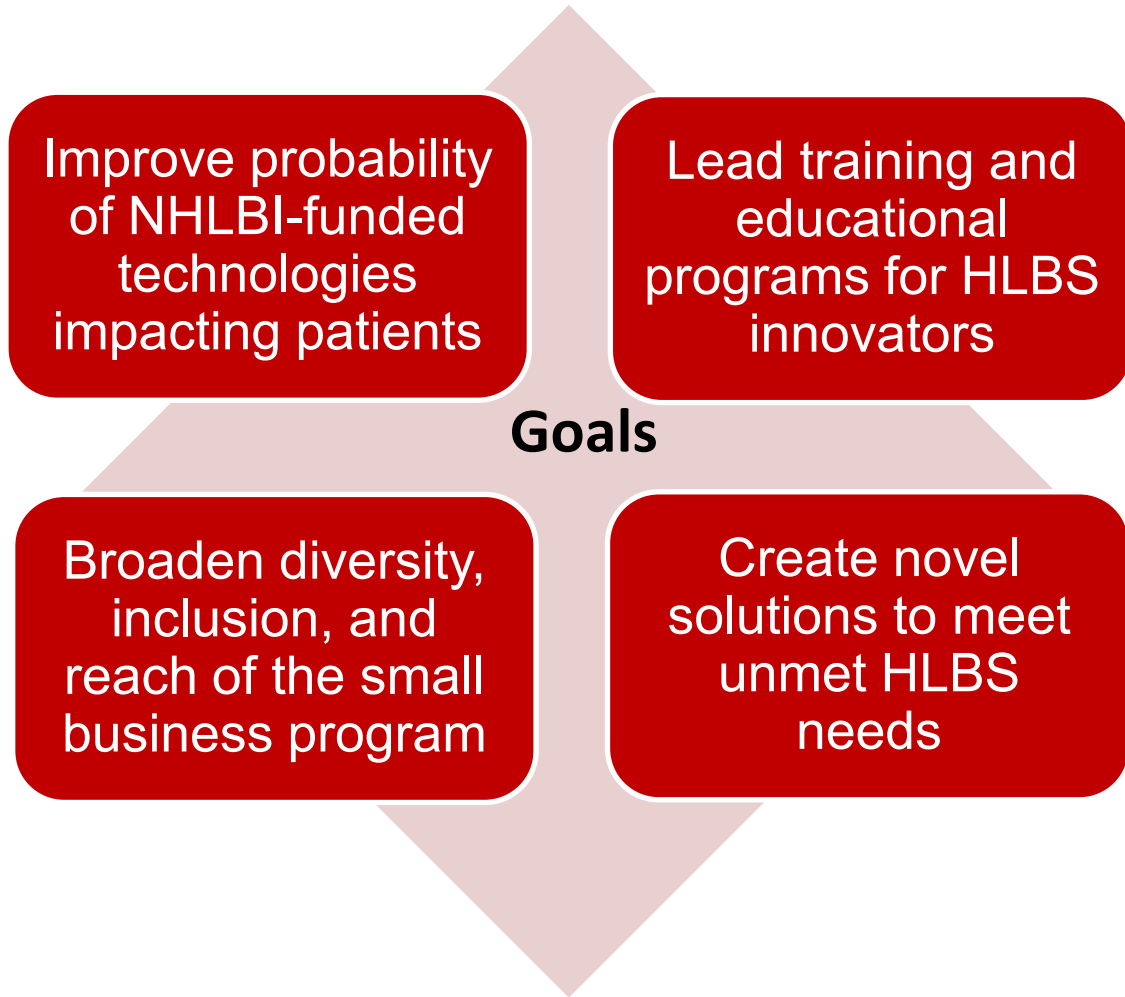 Improve probability
of NHLBI-funded
technologies
impacting patients
Lead training and
educational
programs for HLBS
innovators
Goals
Broaden diversity,
inclusion, and
reach of the small
business program
Create novel
solutions to meet
unmet HLBS
needs